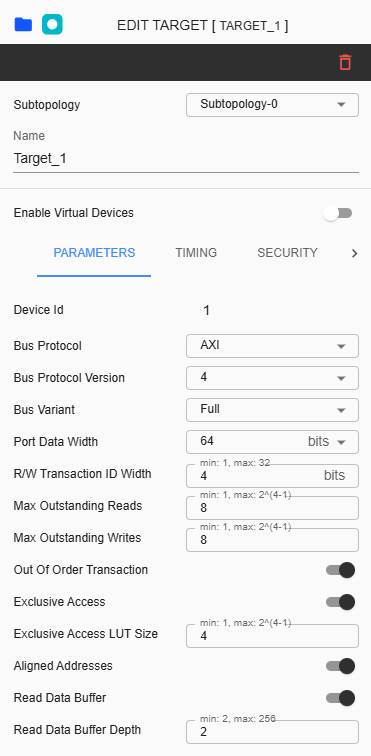 EDIT TARGET [ TARGET_1 ]
Subtopology Subtopology-0
Name
Target_1
Enable Virtual Devices
PARAMETERS TIMING SECURITY
Device Id 1
Bus Protocol AXI
Bus Protocol Version 4
Bus Variant Full
Port Data Width 64 bits
min: 1, max: 32
R/W Transaction ID Width 4 bits
min: 1, max: 2^(4-1)
Max Outstanding Reads 8
min: 1, max: 2^(4-1)
Max Outstanding Writes 8
Out Of Order Transaction
Exclusive Access
min: 1, max: 2^(4-1)
Exclusive Access LUT Size 4
Aligned Addresses
Read Data Buffer
min: 2, max: 256
Read Data Buffer Depth 2